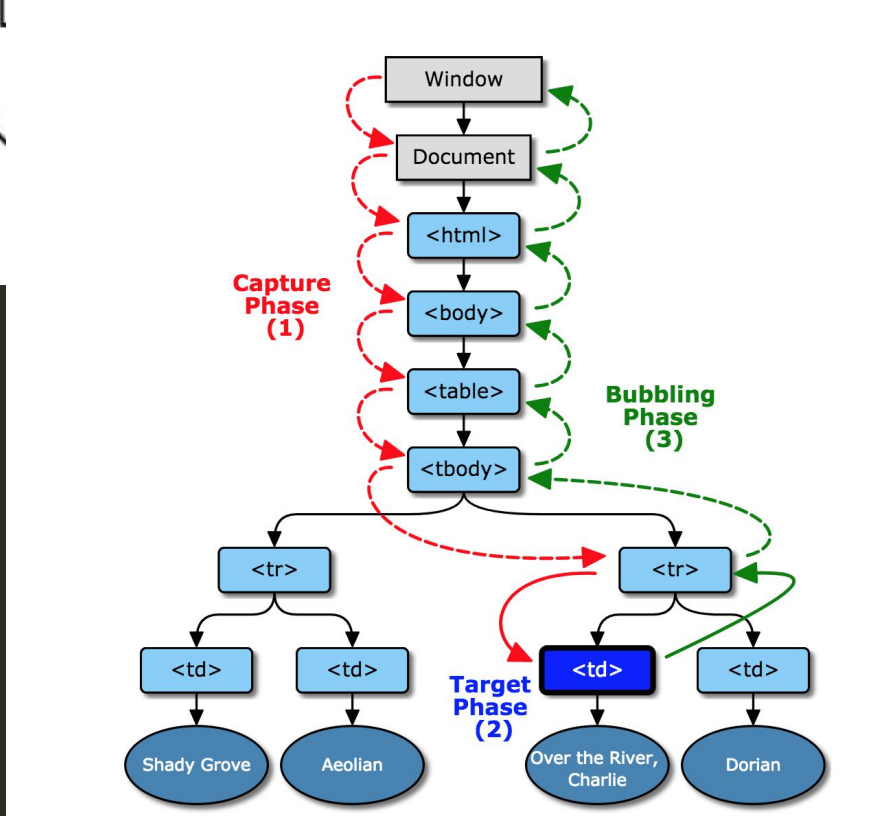 Window
Document
<html>
Capture
Phase
(1)
<body>
<table>
Bubbling
Phase
(3)
<tbody>
<tr>
<tr>
<td>
<td>
<td>
<td>
Target
Phase
(2)
Shady Grove
Aeolian
Over the River,
Charlie
Dorian